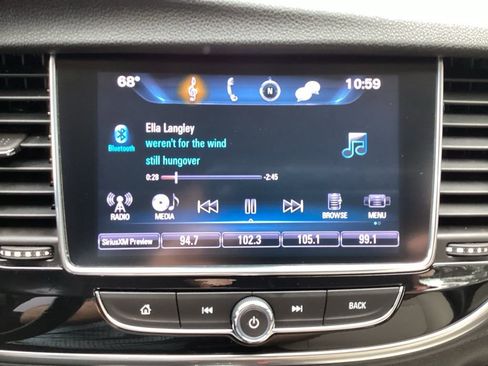 68°
N
10:59
Ella Langley
weren't for the wind
still hungover
Bluetooth
0:28
-2:45
RADIO
MEDIA
BROWSE
MENU
SiriusXM Preview
94.7
102.3
105.1
99.1
BACK